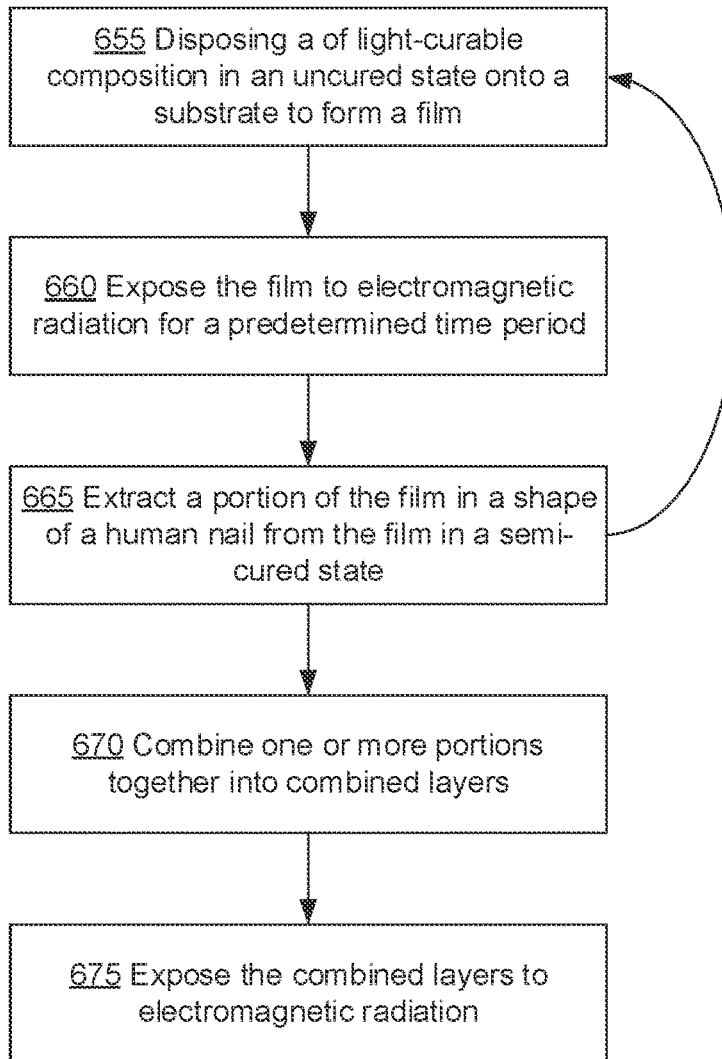 655 Disposing a of light-curable
composition in an uncured state onto a
substrate to form a film
660 Expose the film to electromagnetic
radiation for a predetermined time period
665 Extract a portion of the film in a shape
of a human nail from the film in a semi-
cured state
670 Combine one or more portions
together into combined layers
675 Expose the combined layers to
electromagnetic radiation